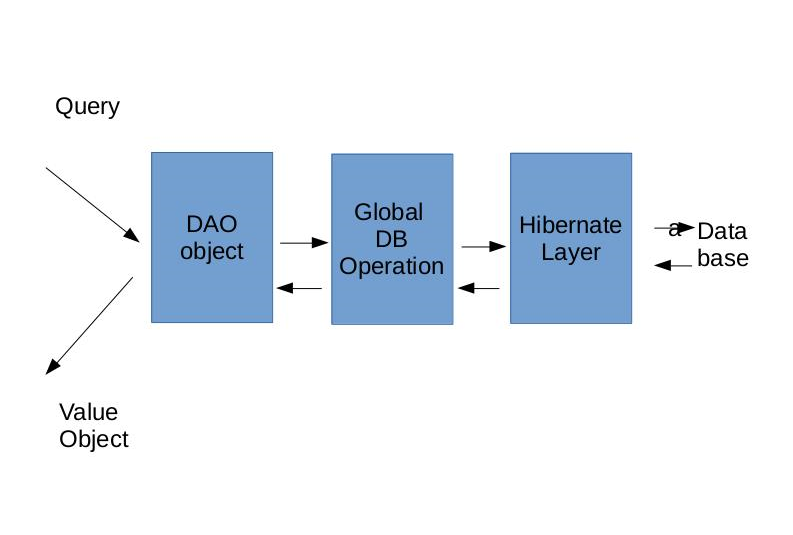 Query
DAO
object
Global
DB
Operation
Hibernate
Layer
a
Data
base
Value
Object